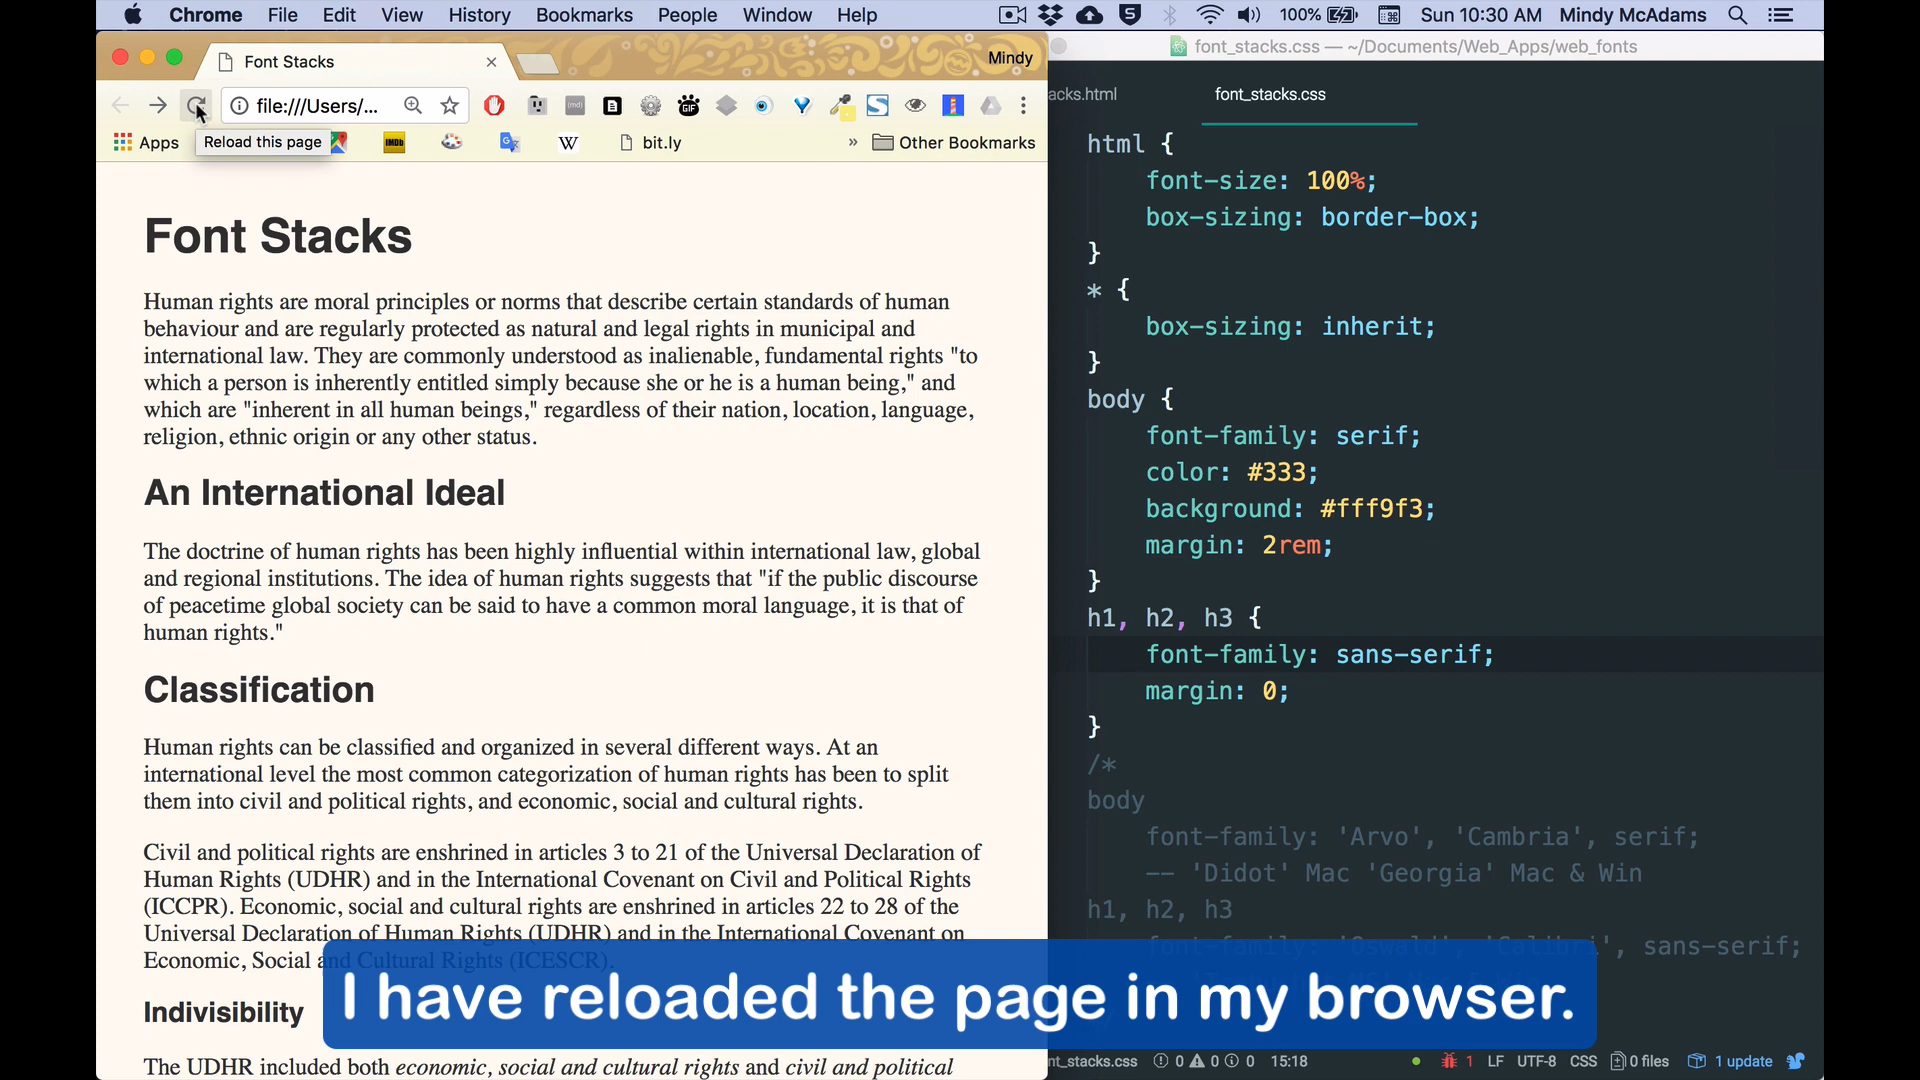 Chrome File Edit View History Bookmarks People Window Help 100% Sun 10:30 AM Mindy McAdams
Font Stacks
Mindy
file:///Users/...
Apps
Reload this page
IMDb
W
bit.ly
» Other Bookmarks
Font Stacks
Human rights are moral principles or norms that describe certain standards of human
behaviour and are regularly protected as natural and legal rights in municipal and
international law. They are commonly understood as inalienable, fundamental rights "to
which a person is inherently entitled simply because she or he is a human being," and
which are "inherent in all human beings," regardless of their nation, location, language,
religion, ethnic origin or any other status.
An International Ideal
The doctrine of human rights has been highly influential within international law, global
and regional institutions. The idea of human rights suggests that "if the public discourse
of peacetime global society can be said to have a common moral language, it is that of
human rights."
Classification
Human rights can be classified and organized in several different ways. At an
international level the most common categorization of human rights has been to split
them into civil and political rights, and economic, social and cultural rights.
Civil and political rights are enshrined in articles 3 to 21 of the Universal Declaration of
Human Rights (UDHR) and in the International Covenant on Civil and Political Rights
(ICCPR). Economic, social and cultural rights are enshrined in articles 22 to 28 of the
Universal Declaration of Human Rights (UDHR) and in the International Covenant on
Economic, Social and Cultural Rights (ICESCR).
Indivisibility
The UDHR included both economic, social and cultural rights and civil and political
font_stacks.css — ~/Documents/Web_Apps/web_fonts
acks.html font_stacks.css
html {
font-size: 100%;
box-sizing: border-box;
}
* {
box-sizing: inherit;
}
body {
font-family: serif;
color: #333;
background: #fff9f3;
margin: 2rem;
}
h1, h2, h3 {
font-family: sans-serif;
margin: 0;
}
/*
body
font-family: 'Arvo', 'Cambria', serif;
-- 'Didot' Mac 'Georgia' Mac & Win
h1, h2, h3
font-family: 'Oswald', 'Calibri', sans-serif;
I have reloaded the page in my browser.
nt_stacks.css 0 0 0 15:18 1 LF UTF-8 CSS 0 files 1 update